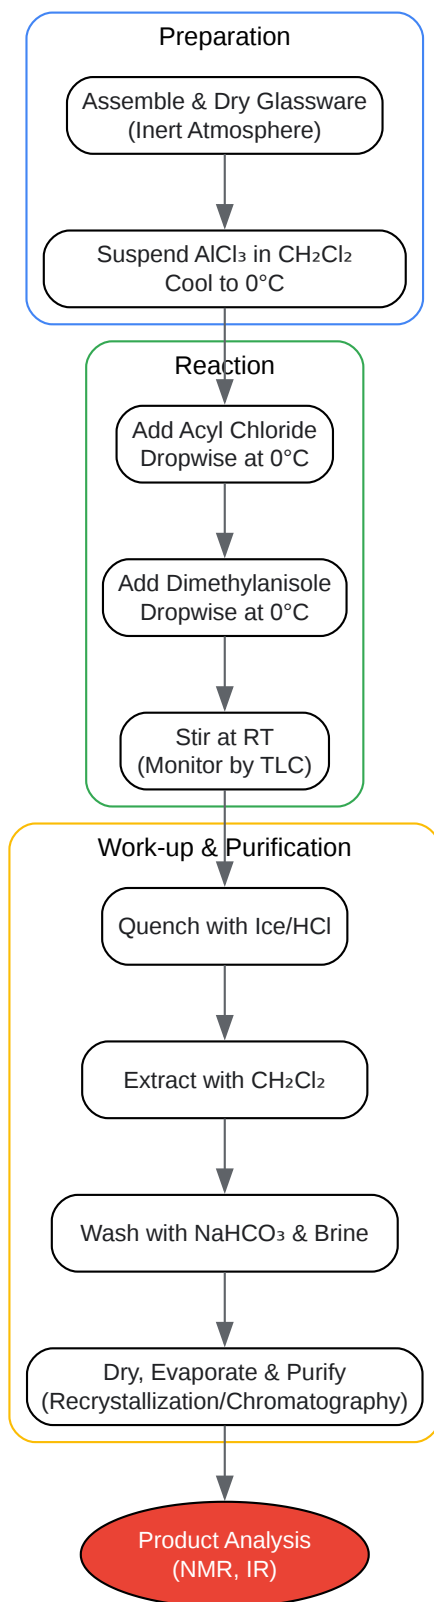 Preparation
Assemble & Dry Glassware
(Inert Atmosphere)
Suspend AlCl₃ in CH₂Cl₂
Cool to 0°C
Reaction
Add Acyl Chloride
Dropwise at 0°C
Add Dimethylanisole
Dropwise at 0°C
Stir at RT
(Monitor by TLC)
Work-up & Purification
Quench with Ice/HCl
Extract with CH₂Cl₂
Wash with NaHCO₃ & Brine
Dry, Evaporate & Purify
(Recrystallization/Chromatography)
Product Analysis
(NMR, IR)